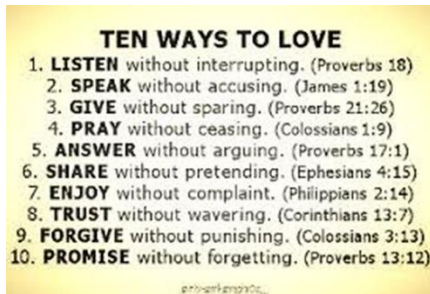 TEN WAYS TO LOVE
1. LISTEN without interrupting. (Proverbs 18)
2. SPEAK without accusing. (James 1:19)
3. GIVE without sparing. (Proverbs 21:26)
4. PRAY without ceasing. (Colossians 1:9)
5. ANSWER without arguing. (Proverbs 17:1)
6. SHARE without pretending. (Ephesians 4:15)
7. ENJOY without complaint. (Philippians 2:14)
8. TRUST without wavering. (Corinthians 13:7)
9. FORGIVE without punishing. (Colossians 3:13)
10. PROMISE without forgetting. (Proverbs 13:12)